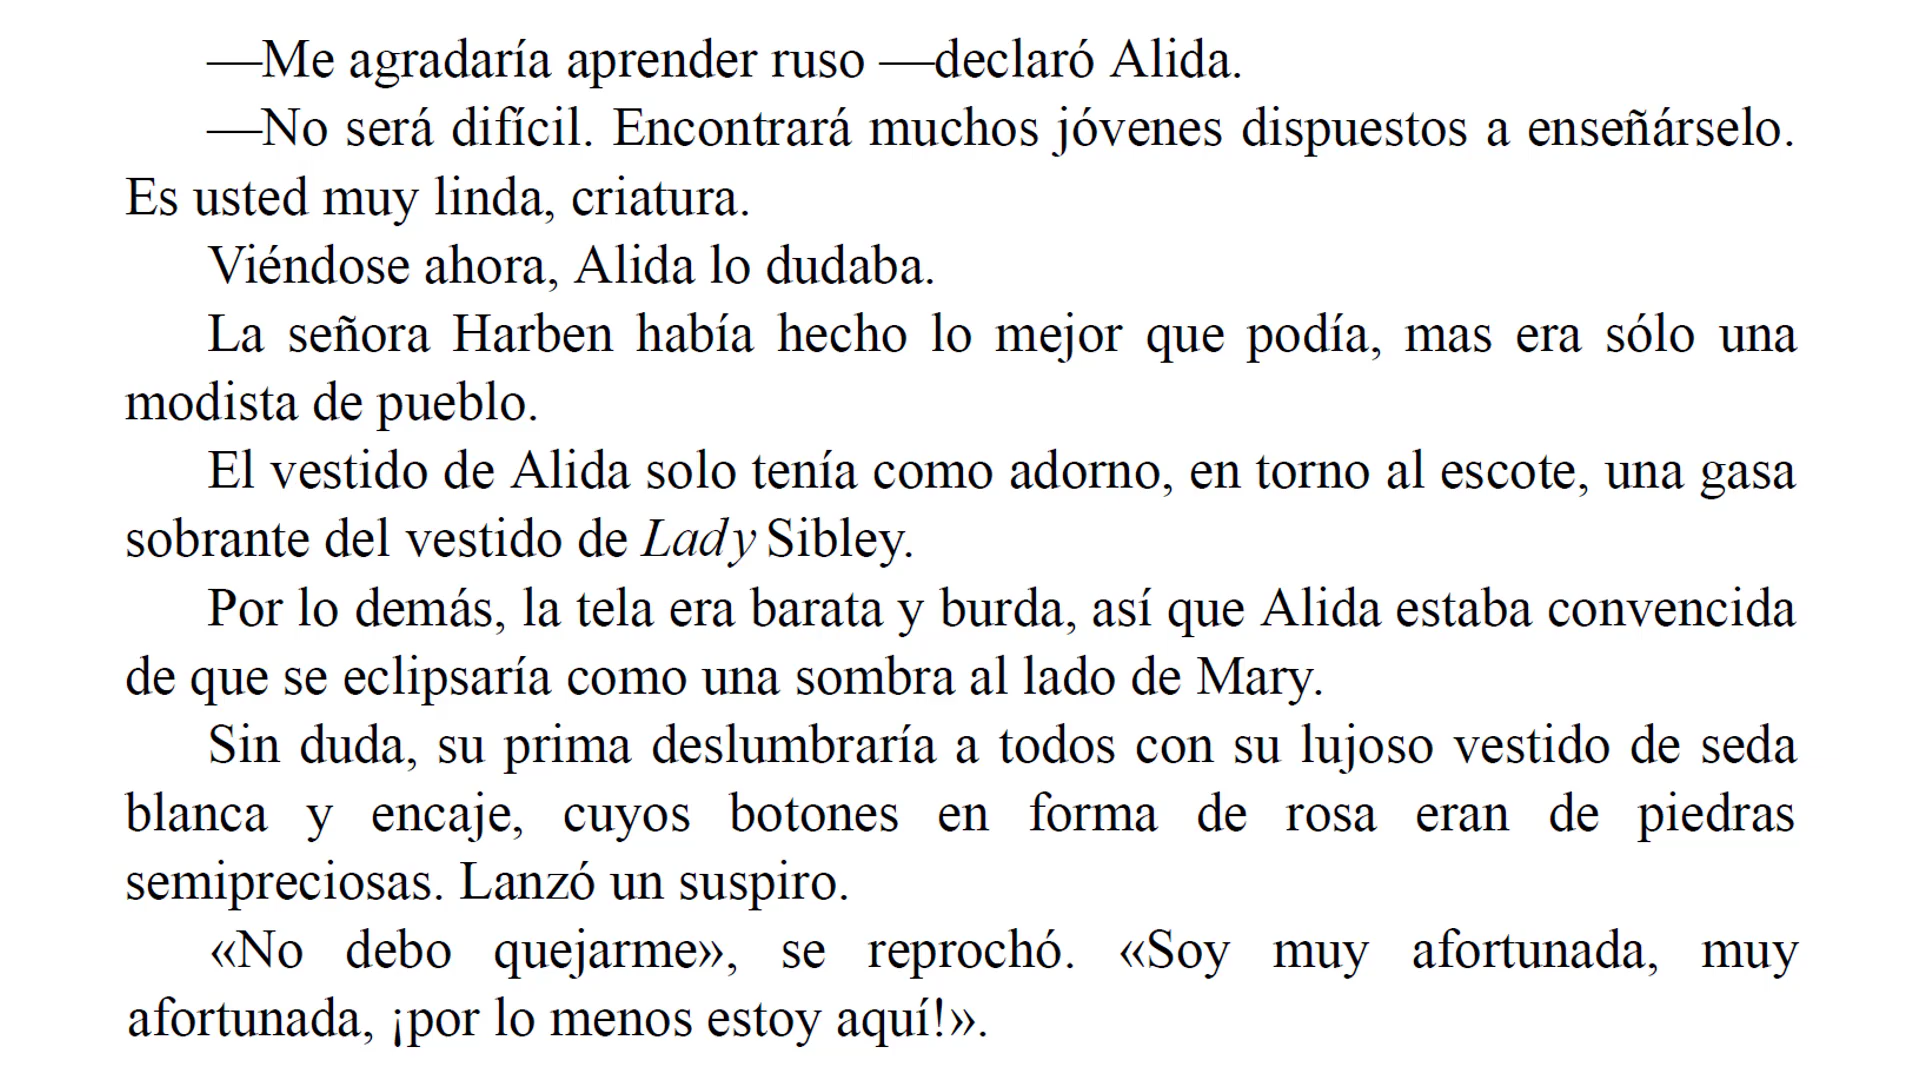 —Me agradaría aprender ruso —declaró Alida.
—No será difícil. Encontrará muchos jóvenes dispuestos a enseñárselo.
Es usted muy linda, criatura.
Viéndose ahora, Alida lo dudaba.
La señora Harben había hecho lo mejor que podía, mas era sólo una
modista de pueblo.
El vestido de Alida solo tenía como adorno, en torno al escote, una gasa
sobrante del vestido de Lady Sibley.
Por lo demás, la tela era barata y burda, así que Alida estaba convencida
de que se eclipsaría como una sombra al lado de Mary.
Sin duda, su prima deslumbraría a todos con su lujoso vestido de seda
blanca y encaje, cuyos botones en forma de rosa eran de piedras
semipreciosas. Lanzó un suspiro.
«No debo quejarme», se reprochó. «Soy muy afortunada, muy
afortunada, ¡por lo menos estoy aquí!».